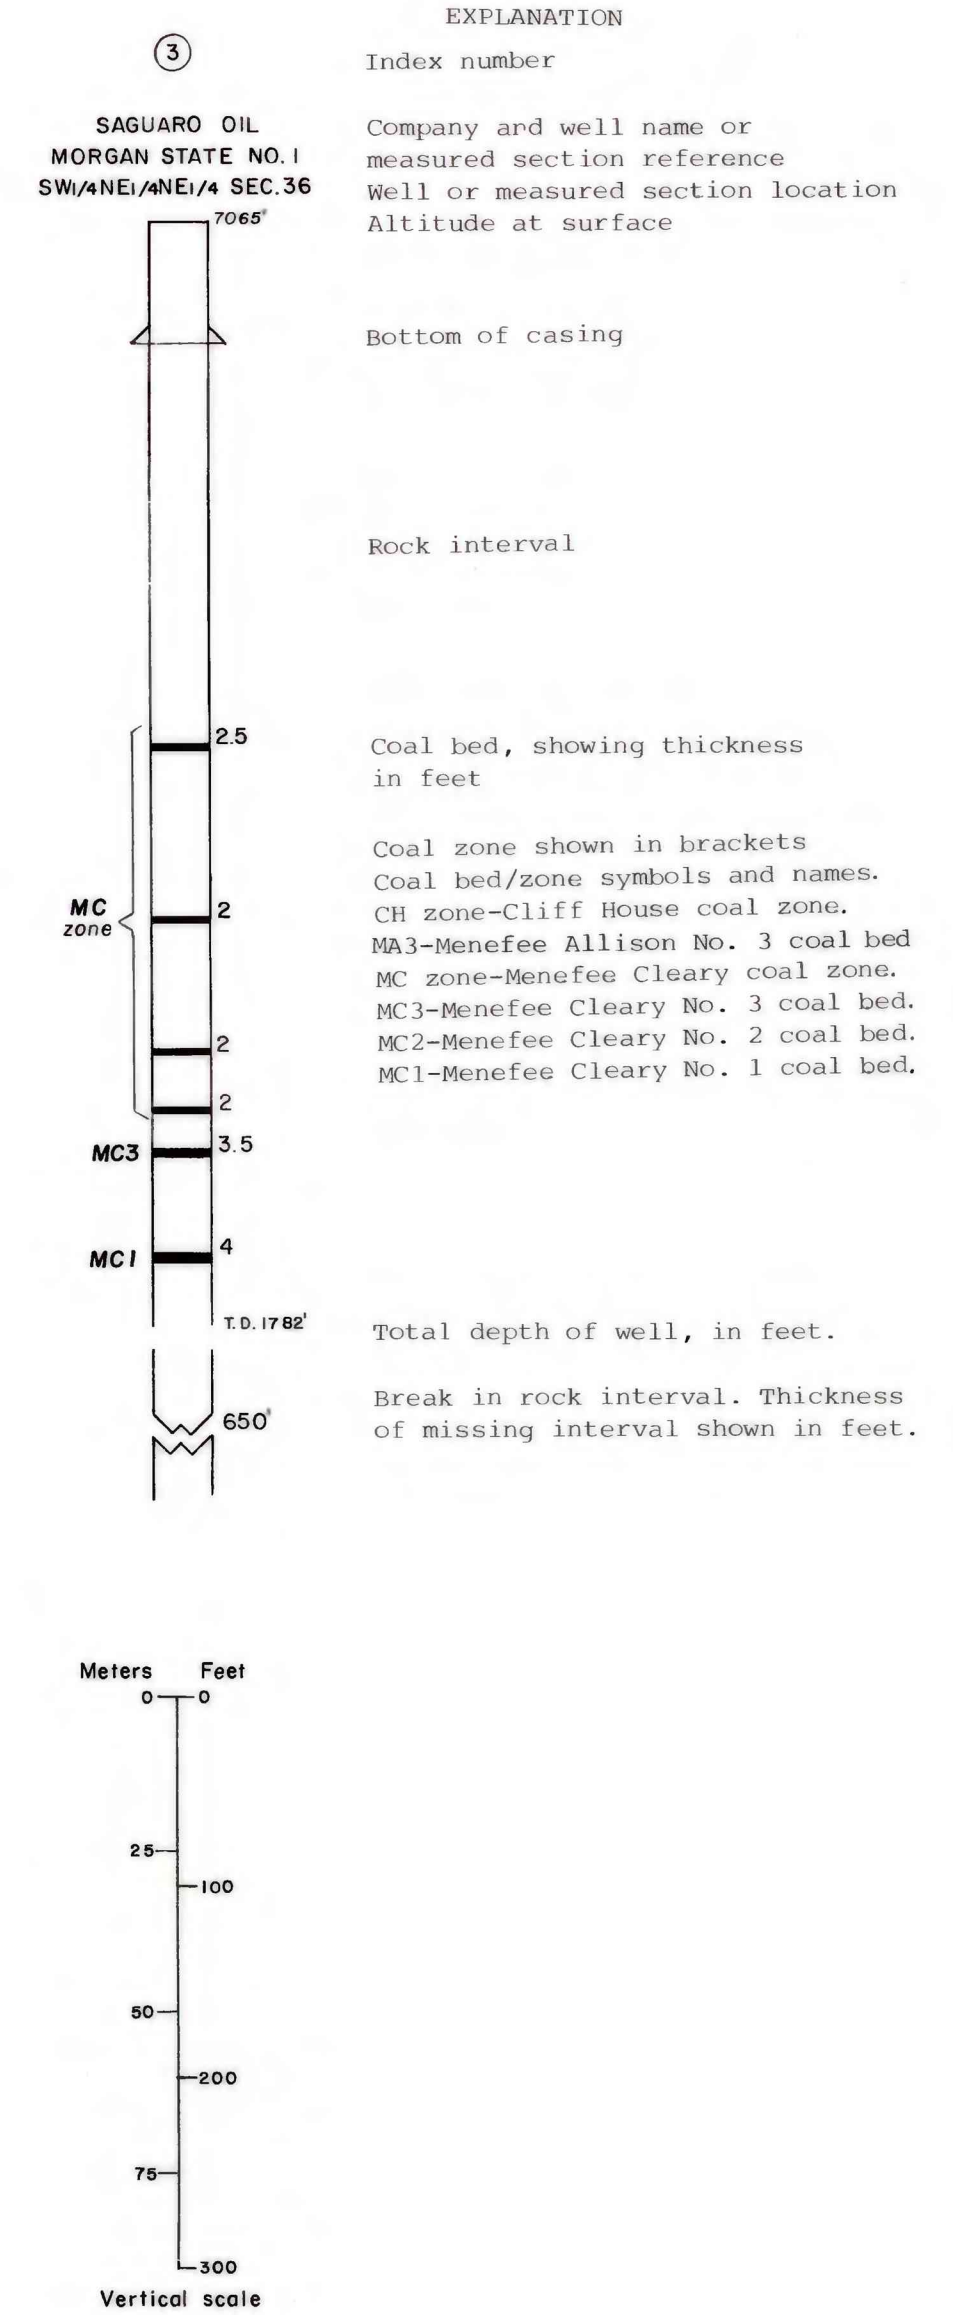 EXPLANATION
3
Index number
SAGUARO OIL
MORGAN STATE NO. 1
SW1/4NE1/4NE1/4 SEC.36
7065'
Company and well name or
measured section reference
Well or measured section location
Altitude at surface
Bottom of casing
Rock interval
2.5
Coal bed, showing thickness
in feet
MC
zone
2
2
2
Coal zone shown in brackets
Coal bed/zone symbols and names.
CH zone-Cliff House coal zone.
MA3-Menefee Allison No. 3 coal bed
MC zone-Menefee Cleary coal zone.
MC3-Menefee Cleary No. 3 coal bed.
MC2-Menefee Cleary No. 2 coal bed.
MC1-Menefee Cleary No. 1 coal bed.
MC3
3.5
MC1
4
T.D. 1782'
Total depth of well, in feet.
650'
Break in rock interval. Thickness
of missing interval shown in feet.
Meters Feet
0 0
25
100
50
200
75
300
Vertical scale